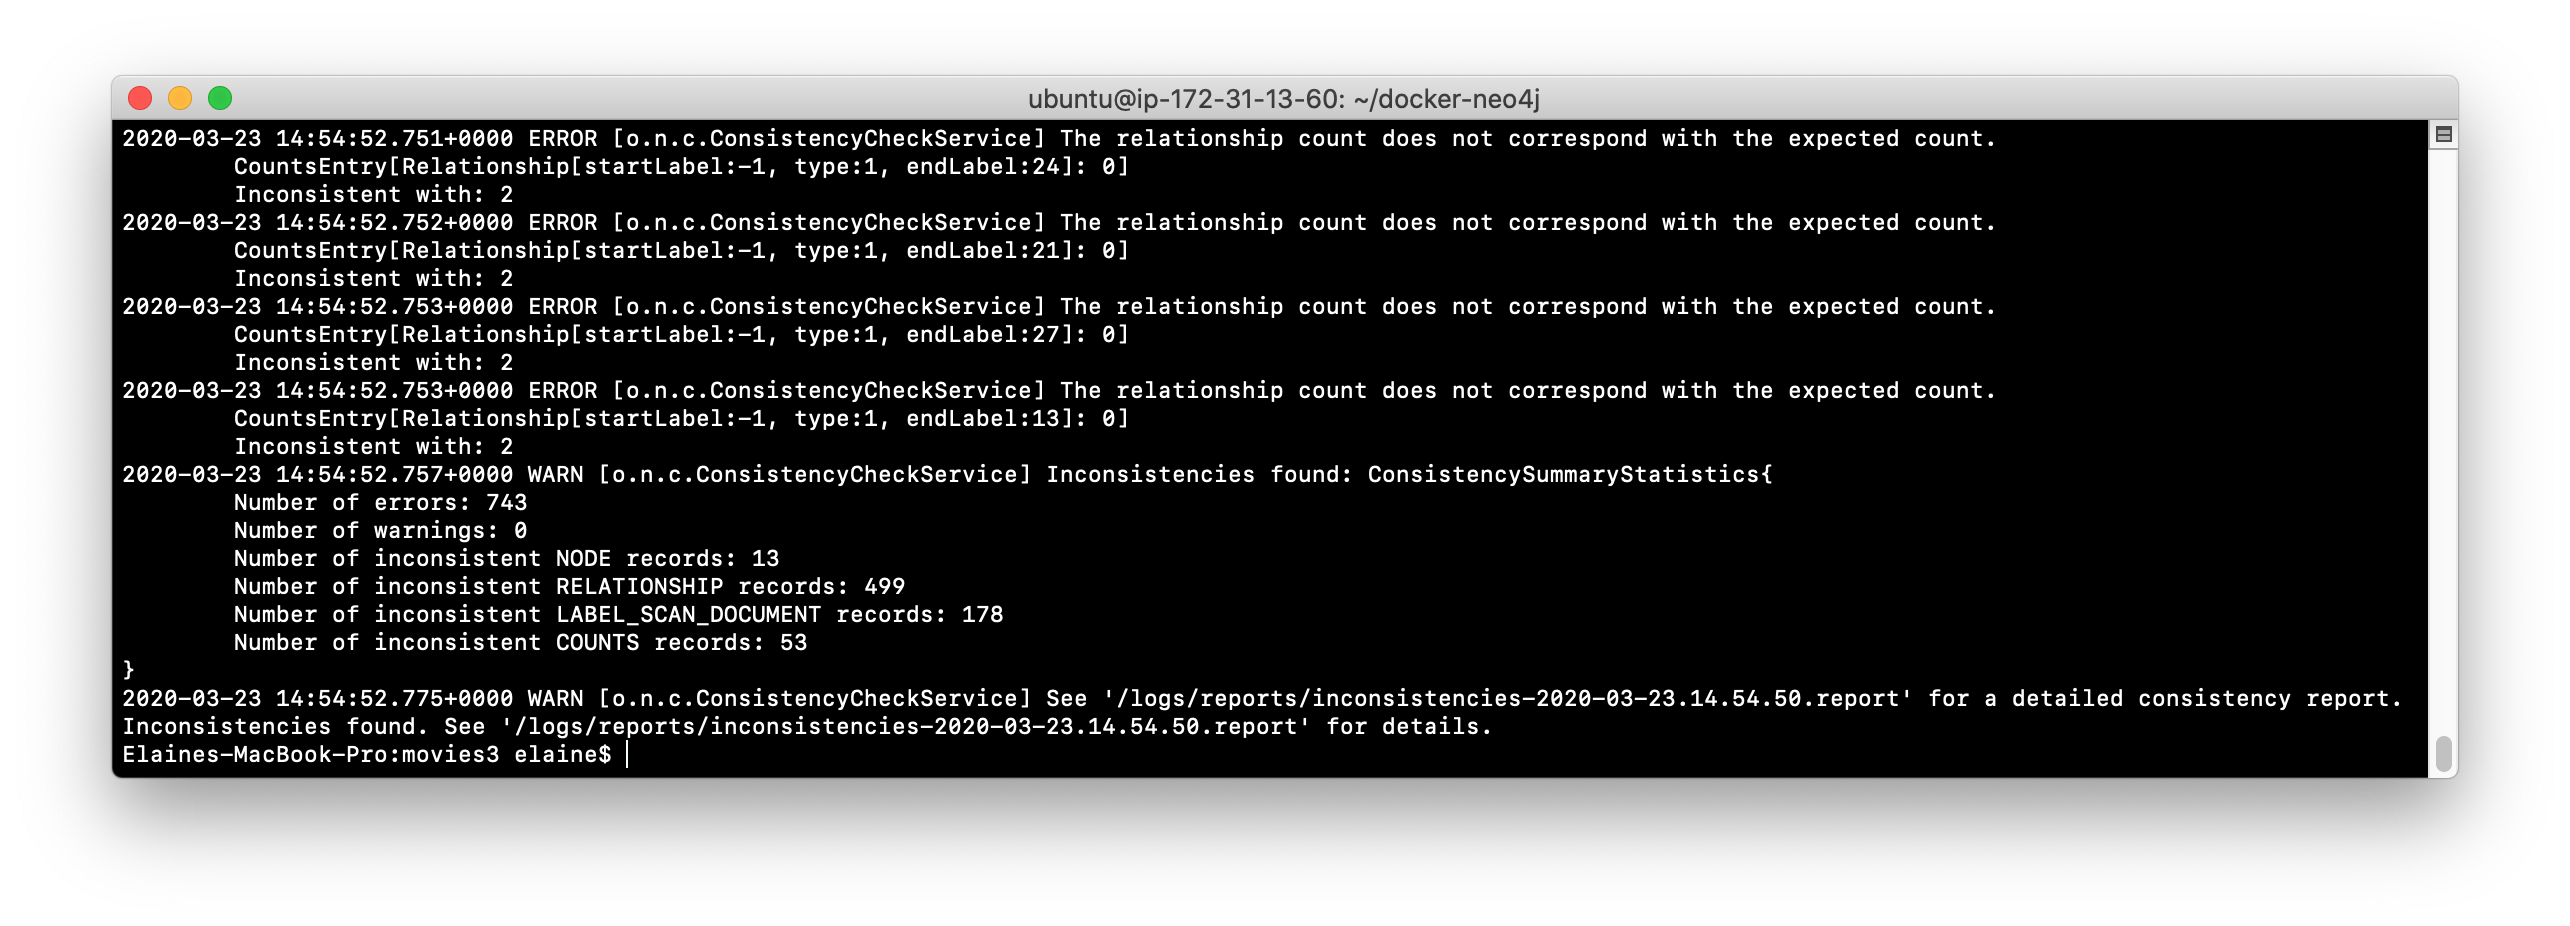 ubuntu@ip-172-31-13-60: ~/docker-neo4j
2020-03-23 14:54:52.751+0000 ERROR [o.n.c.ConsistencyCheckService] The relationship count does not correspond with the expected count.
CountsEntry[Relationship[startLabel:-1, type:1, endLabel:24]: 0]
Inconsistent with: 2
2020-03-23 14:54:52.752+0000 ERROR [o.n.c.ConsistencyCheckService] The relationship count does not correspond with the expected count.
CountsEntry[Relationship[startLabel:-1, type:1, endLabel:21]: 0]
Inconsistent with: 2
2020-03-23 14:54:52.753+0000 ERROR [o.n.c.ConsistencyCheckService] The relationship count does not correspond with the expected count.
CountsEntry[Relationship[startLabel:-1, type:1, endLabel:27]: 0]
Inconsistent with: 2
2020-03-23 14:54:52.753+0000 ERROR [o.n.c.ConsistencyCheckService] The relationship count does not correspond with the expected count.
CountsEntry[Relationship[startLabel:-1, type:1, endLabel:13]: 0]
Inconsistent with: 2
2020-03-23 14:54:52.757+0000 WARN [o.n.c.ConsistencyCheckService] Inconsistencies found: ConsistencySummaryStatistics{
Number of errors: 743
Number of warnings: 0
Number of inconsistent NODE records: 13
Number of inconsistent RELATIONSHIP records: 499
Number of inconsistent LABEL_SCAN_DOCUMENT records: 178
Number of inconsistent COUNTS records: 53
}
2020-03-23 14:54:52.775+0000 WARN [o.n.c.ConsistencyCheckService] See '/logs/reports/inconsistencies-2020-03-23.14.54.50.report' for a detailed consistency report.
Inconsistencies found. See '/logs/reports/inconsistencies-2020-03-23.14.54.50.report' for details.
Elaines-MacBook-Pro:movies3 elaine$